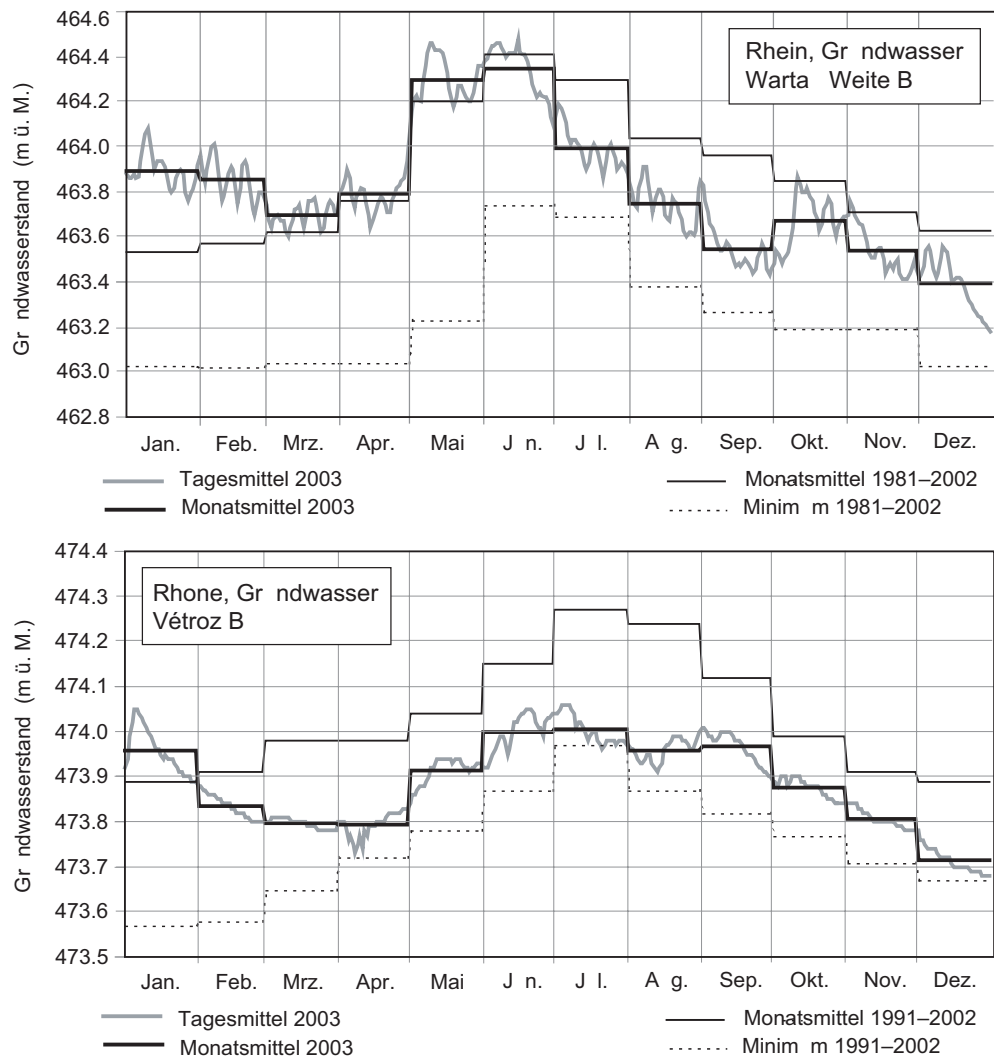 464.6
464.4
464.2
464.0
463.8
463.6
463.4
463.2
463.0
462.8
Gr ndwasserstand (m ü. M.)
Rhein, Gr ndwasser
Warta Weite B
Jan. Feb. Mrz. Apr. Mai J n. J l. A g. Sep. Okt. Nov. Dez.
Tagesmittel 2003
Monatsmittel 2003
Monatsmittel 1981–2002
Minim m 1981–2002
474.4
474.3
474.2
474.1
474.0
473.9
473.8
473.7
473.6
473.5
Gr ndwasserstand (m ü. M.)
Rhone, Gr ndwasser
Vétroz B
Jan. Feb. Mrz. Apr. Mai J n. J l. A g. Sep. Okt. Nov. Dez.
Tagesmittel 2003
Monatsmittel 2003
Monatsmittel 1991–2002
Minim m 1991–2002